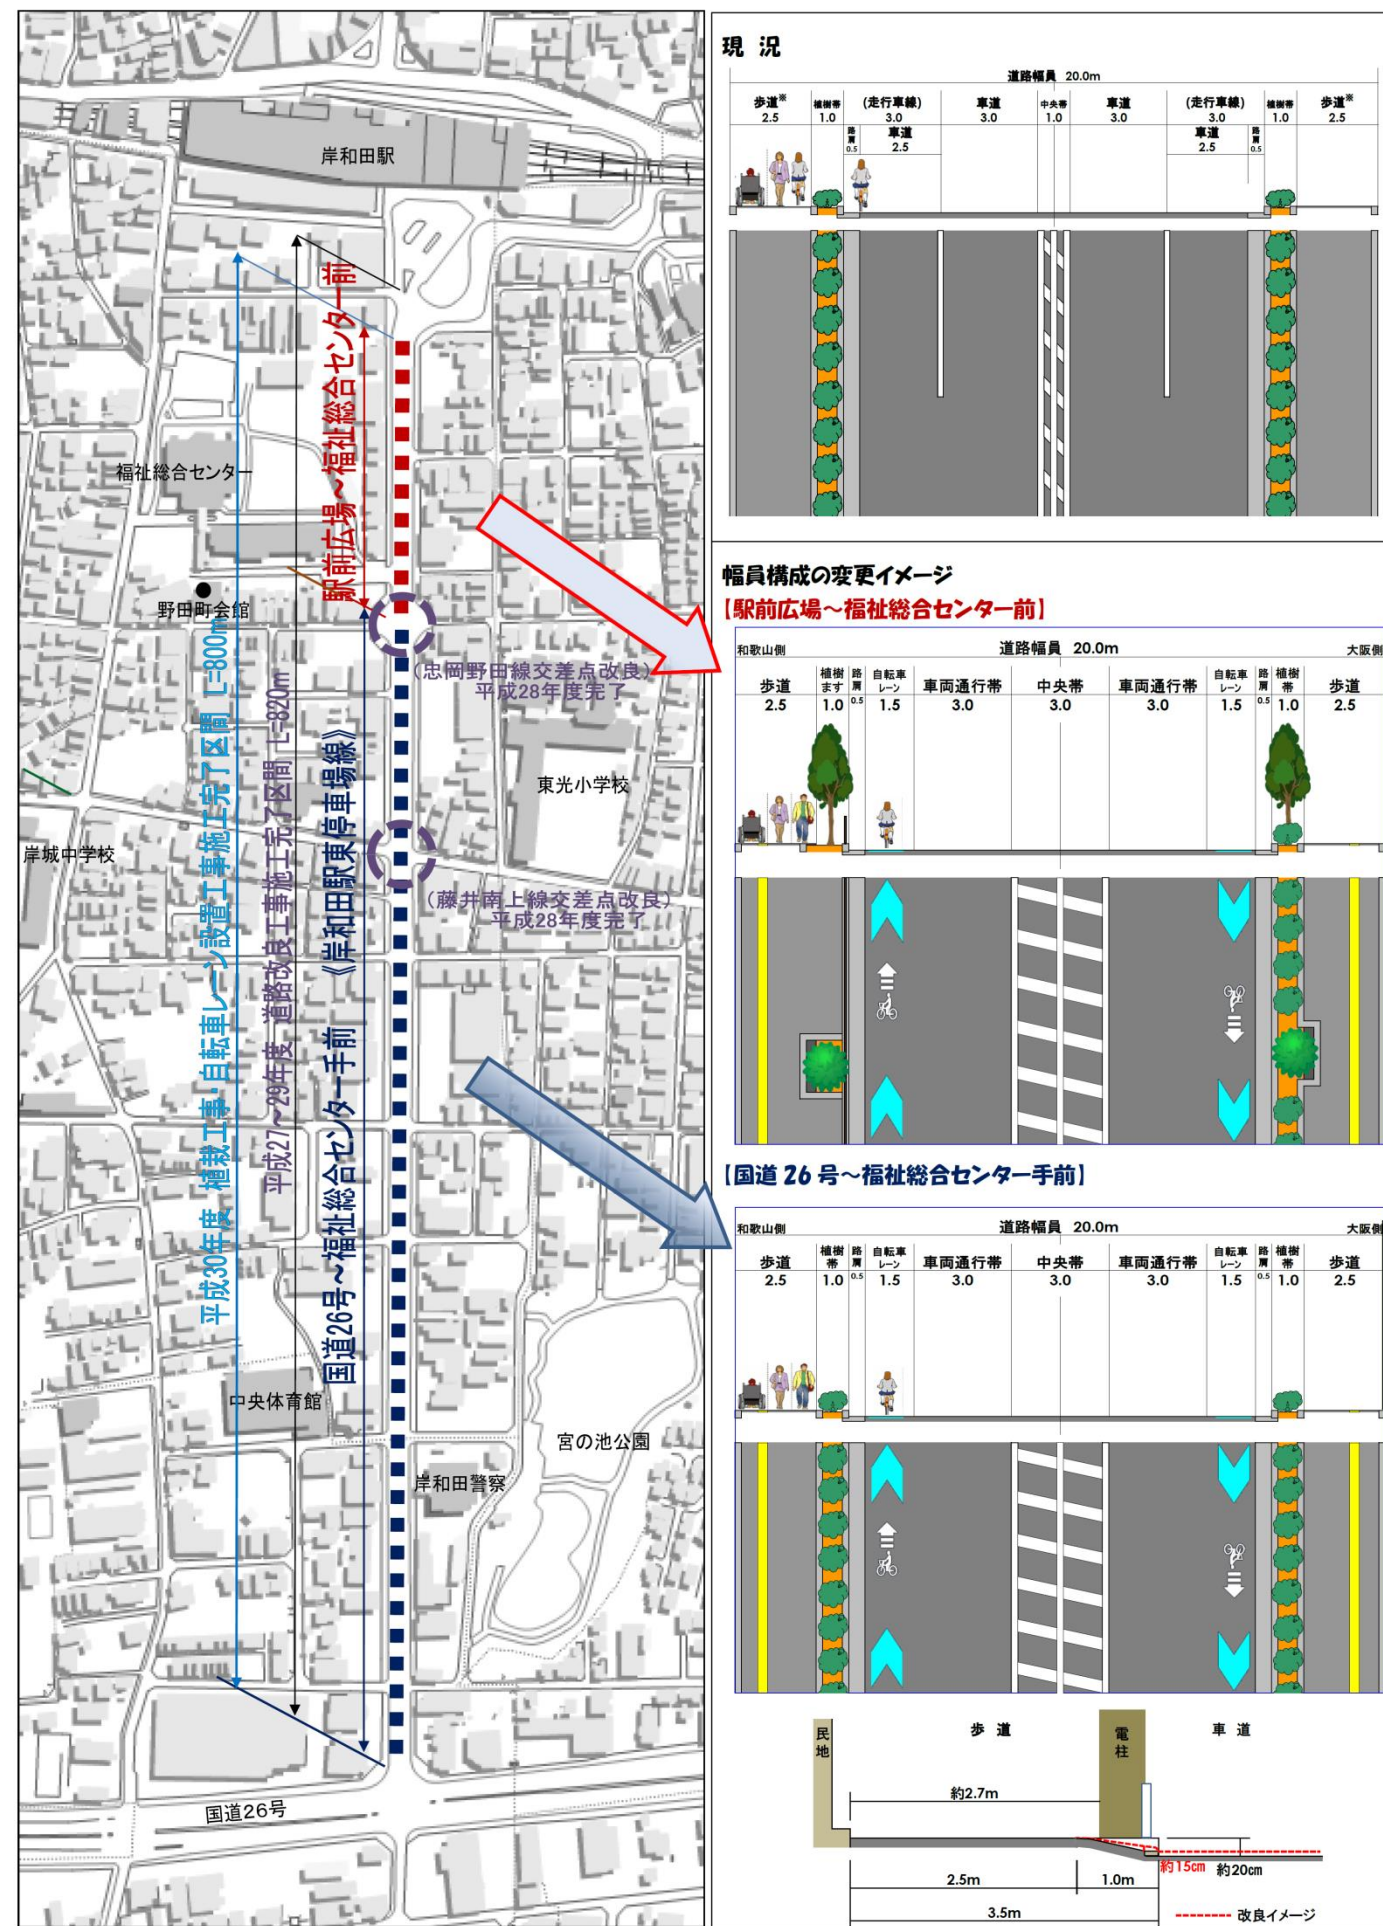 岸和田駅
福祉総合センター
野田町会館
岸城中学校
東光小学校
中央体育館
岸和田警察
宮の池公園
国道26号
駅前広場～福祉総合センター前
(忠岡野田線交差点改良)
平成28年度完了
(藤井南上線交差点改良)
平成28年度完了
平成30年度 植栽工事・自転車レーン設置工事施工完了区間 L=800m
平成27～29年度 道路改良工事施工完了区間 L=820m
国道26号～福祉総合センター手前 《岸和田駅東停車場線》
現 況
道路幅員 20.0m
歩道※ 植樹帯 (走行車線) 車道 中央帯 車道 (走行車線) 植樹帯 歩道※
2.5 1.0 3.0 3.0 1.0 3.0 3.0 1.0 2.5
路肩 車道 車道 路肩
0.5 2.5 2.5 0.5
幅員構成の変更イメージ
【駅前広場～福祉総合センター前】
和歌山側 道路幅員 20.0m 大阪側
歩道 植樹ます 路肩 自転車レーン 車両通行帯 中央帯 車両通行帯 自転車レーン 路肩 植樹帯 歩道
2.5 1.0 0.5 1.5 3.0 3.0 3.0 1.5 0.5 1.0 2.5
【国道 26 号～福祉総合センター手前】
和歌山側 道路幅員 20.0m 大阪側
歩道 植樹帯 路肩 自転車レーン 車両通行帯 中央帯 車両通行帯 自転車レーン 路肩 植樹帯 歩道
2.5 1.0 0.5 1.5 3.0 3.0 3.0 1.5 0.5 1.0 2.5
民地 歩 道 電柱 車 道
約2.7m
約15cm 約20cm
2.5m 1.0m
3.5m
改良イメージ